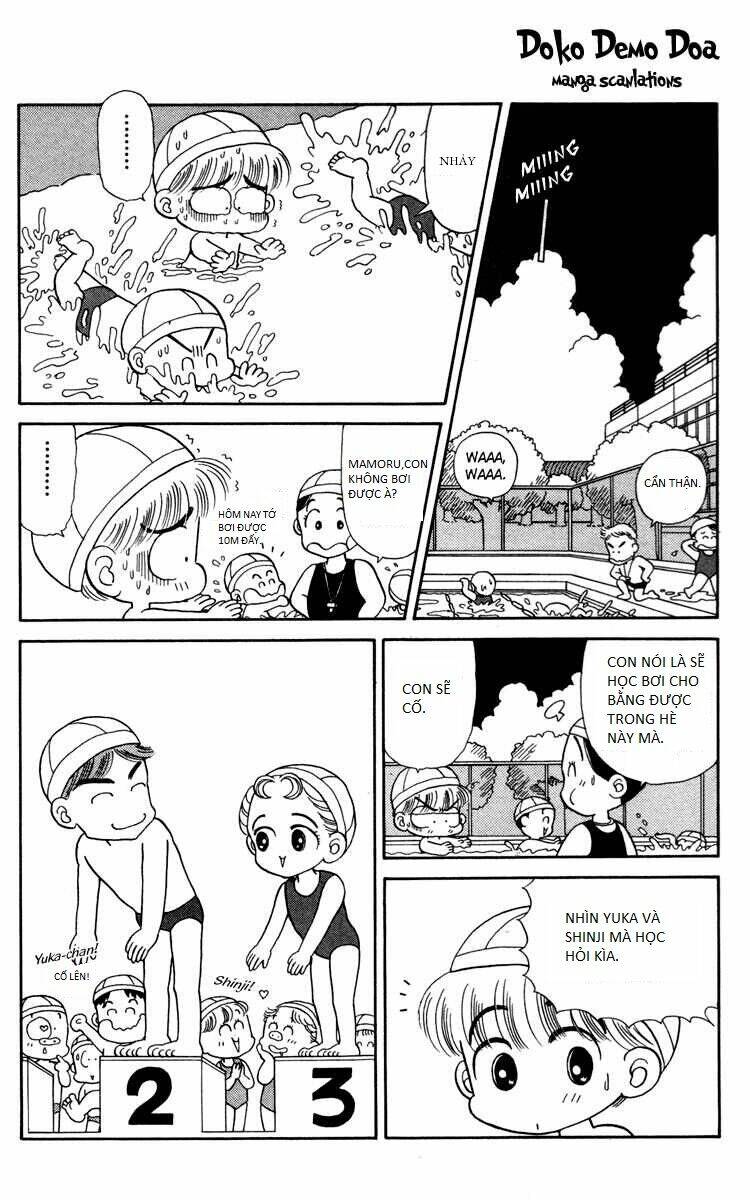 DOKO DEMO DOA
MANGA SCANLATIONS
MIIING
MIIING
WAAA,
WAAA.
CẨN THẬN.
NHẢY
.........
MAMORU,CON
KHÔNG BƠI
ĐƯỢC À?
HÔM NAY TỚ
BƠI ĐƯỢC
10M ĐẤY.
.........
CON NÓI LÀ SẼ
HỌC BƠI CHO
BẰNG ĐƯỢC
TRONG HÈ
NÀY MÀ.
CON SẼ
CỐ.
NHÌN YUKA VÀ
SHINJI MÀ HỌC
HỎI KÌA.
Yuka-chan!
CỐ LÊN!
Shinji!
2
3